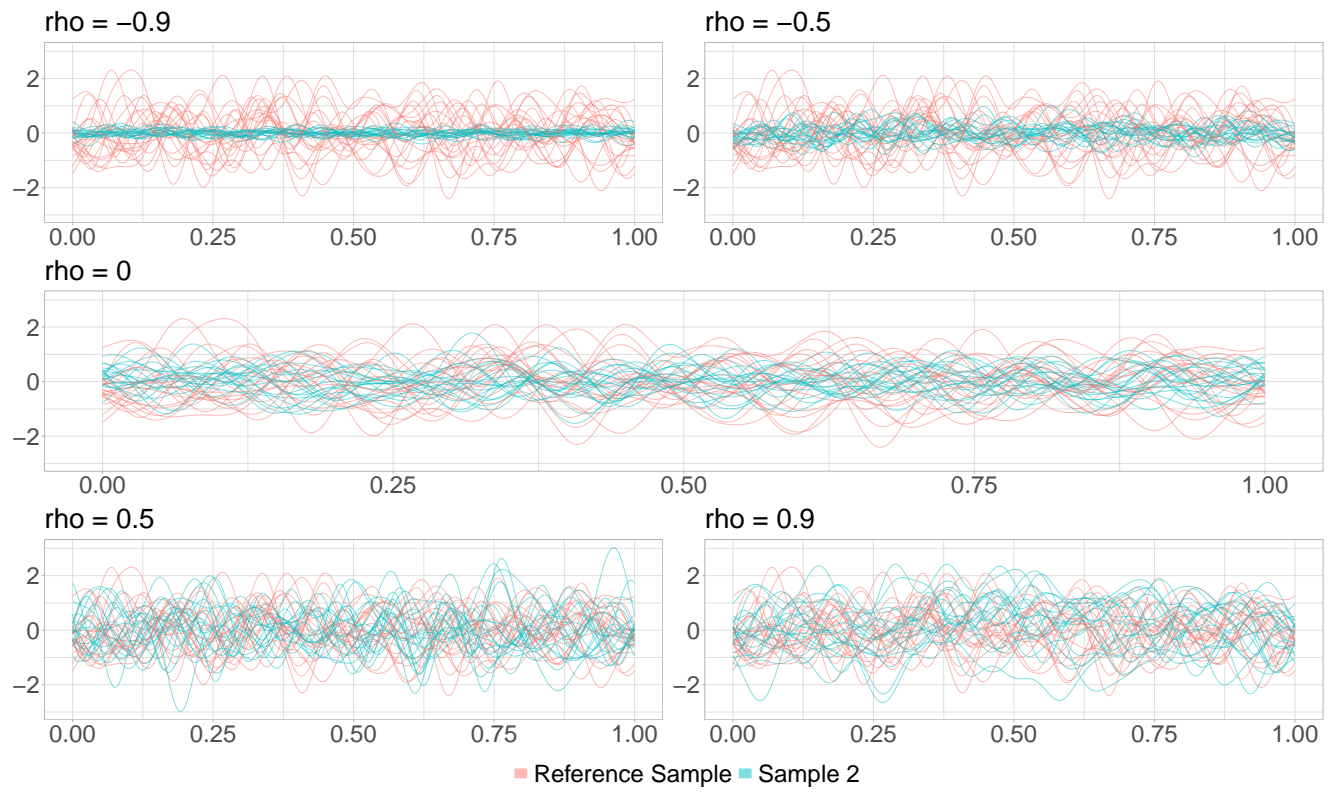 rho = −0.9 rho = −0.5
2 2
0 0
−2 −2
0.00 0.25 0.50 0.75 1.00 0.00 0.25 0.50 0.75 1.00
rho = 0
2
0
−2
0.00 0.25 0.50 0.75 1.00
rho = 0.5 rho = 0.9
2 2
0 0
−2 −2
0.00 0.25 0.50 0.75 1.00 0.00 0.25 0.50 0.75 1.00
Reference Sample Sample 2